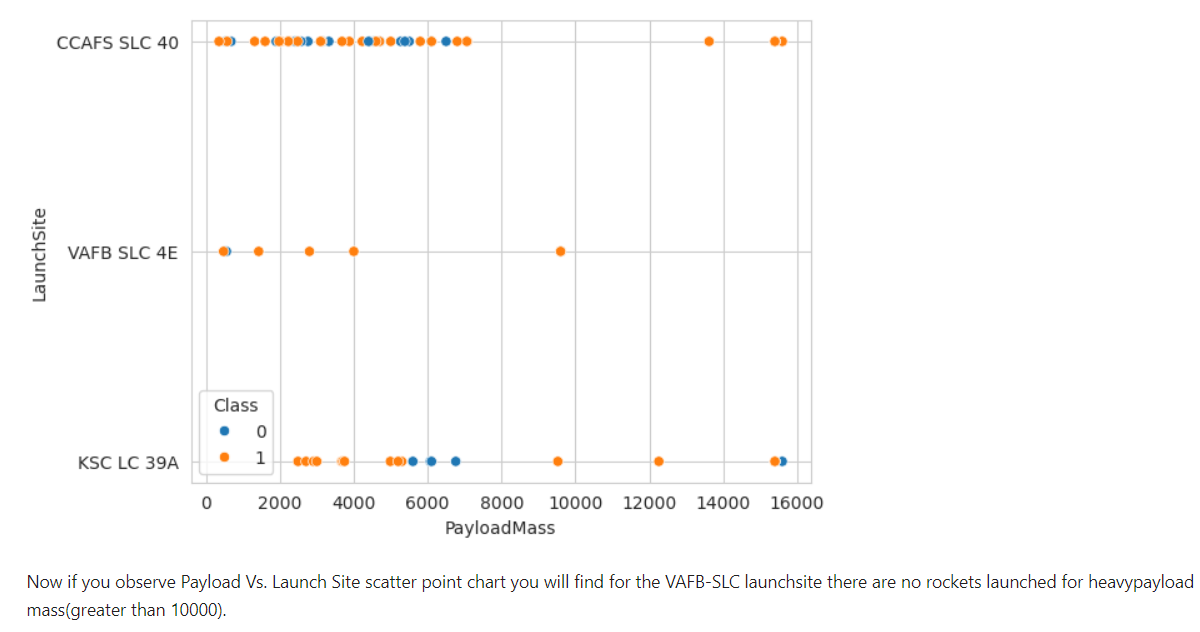 CCAFS SLC 40
VAFB SLC 4E
KSC LC 39A
LaunchSite
Class
0
1
0 2000 4000 6000 8000 10000 12000 14000 16000
PayloadMass
Now if you observe Payload Vs. Launch Site scatter point chart you will find for the VAFB-SLC launchsite there are no rockets launched for heavypayload
mass(greater than 10000).